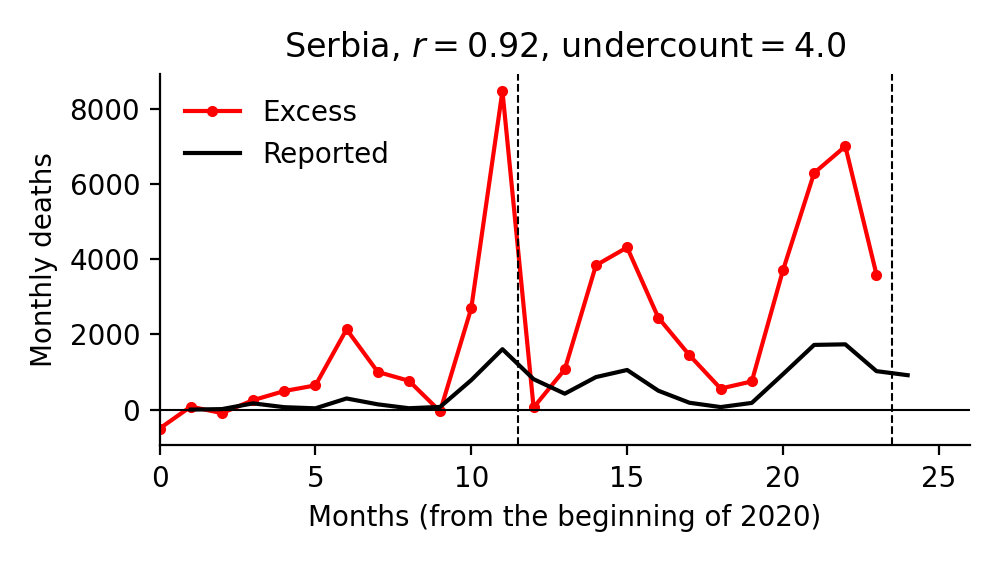 Serbia, r = 0.92, undercount = 4.0
Excess
Reported
Monthly deaths
8000
6000
4000
2000
0
0 5 10 15 20 25
Months (from the beginning of 2020)